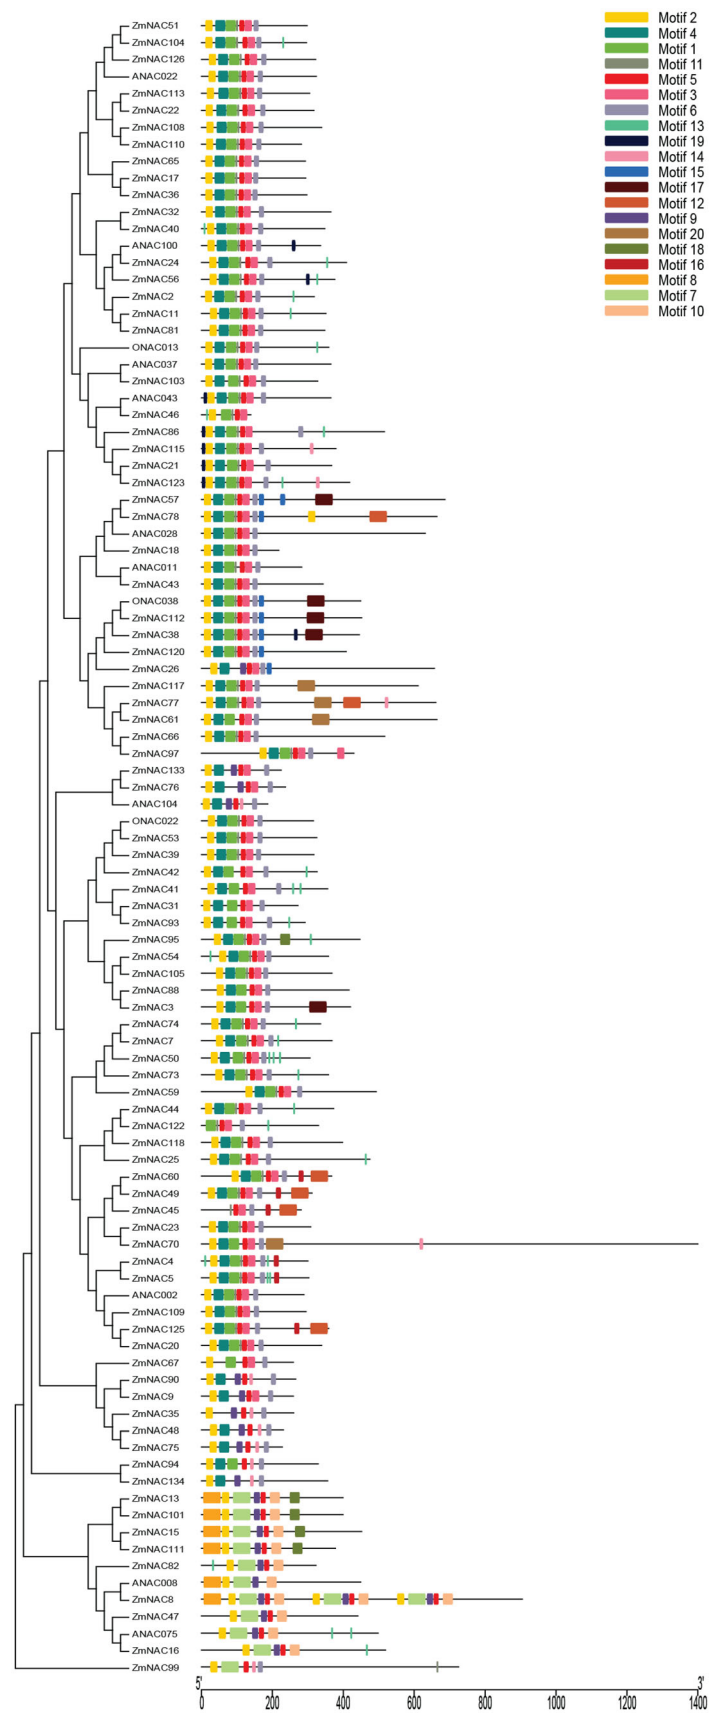 ZmNAC51
ZmNAC104
ZmNAC126
ANAC022
ZmNAC113
ZmNAC22
ZmNAC108
ZmNAC110
ZmNAC65
ZmNAC17
ZmNAC36
ZmNAC32
ZmNAC40
ANAC100
ZmNAC24
ZmNAC56
ZmNAC2
ZmNAC11
ZmNAC81
ONAC013
ANAC037
ZmNAC103
ANAC043
ZmNAC46
ZmNAC86
ZmNAC115
ZmNAC21
ZmNAC123
ZmNAC57
ZmNAC78
ANAC028
ZmNAC18
ANAC011
ZmNAC43
ONAC038
ZmNAC112
ZmNAC38
ZmNAC120
ZmNAC26
ZmNAC117
ZmNAC77
ZmNAC61
ZmNAC66
ZmNAC97
ZmNAC133
ZmNAC76
ANAC104
ONAC022
ZmNAC53
ZmNAC39
ZmNAC42
ZmNAC41
ZmNAC31
ZmNAC93
ZmNAC95
ZmNAC54
ZmNAC105
ZmNAC88
ZmNAC3
ZmNAC74
ZmNAC7
ZmNAC50
ZmNAC73
ZmNAC59
ZmNAC44
ZmNAC122
ZmNAC118
ZmNAC25
ZmNAC60
ZmNAC49
ZmNAC45
ZmNAC23
ZmNAC70
ZmNAC4
ZmNAC5
ANAC002
ZmNAC109
ZmNAC125
ZmNAC20
ZmNAC67
ZmNAC90
ZmNAC9
ZmNAC35
ZmNAC48
ZmNAC75
ZmNAC94
ZmNAC134
ZmNAC13
ZmNAC101
ZmNAC15
ZmNAC111
ZmNAC82
ANAC008
ZmNAC8
ZmNAC47
ANAC075
ZmNAC16
ZmNAC99
5' 3'
0 200 400 600 800 1000 1200 1400
Motif 2
Motif 4
Motif 1
Motif 11
Motif 5
Motif 3
Motif 6
Motif 13
Motif 19
Motif 14
Motif 15
Motif 17
Motif 12
Motif 9
Motif 20
Motif 18
Motif 16
Motif 8
Motif 7
Motif 10